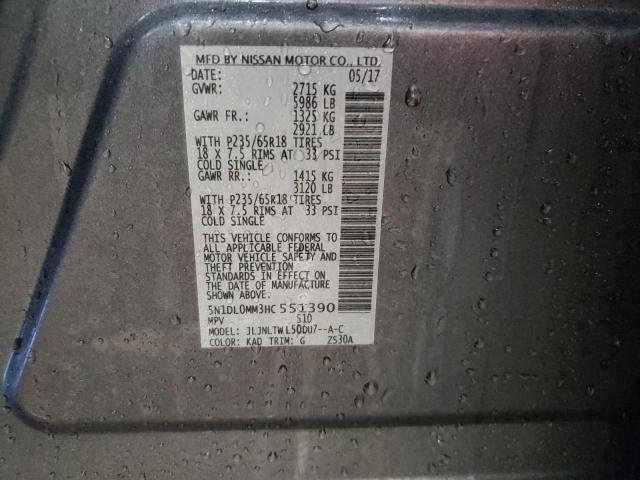 MFD BY NISSAN MOTOR CO., LTD.
DATE: 05/17
GVWR: 2715 KG
5986 LB
GAWR FR.: 1325 KG
2921 LB
WITH P235/65R18 TIRES
18 X 7.5 RIMS AT 33 PSI
COLD SINGLE
GAWR RR.: 1415 KG
3120 LB
WITH P235/65R18 TIRES
18 X 7.5 RIMS AT 33 PSI
COLD SINGLE
THIS VEHICLE CONFORMS TO
ALL APPLICABLE FEDERAL
MOTOR VEHICLE SAFETY AND
THEFT PREVENTION
STANDARDS IN EFFECT ON
THE DATE OF MANUFACTURE
SHOWN ABOVE.
5N1DL0MM3HC551390
MPV 510
MODEL: JLJNLTWL50DU7--A-C
COLOR: KAD TRIM: G ZS30A